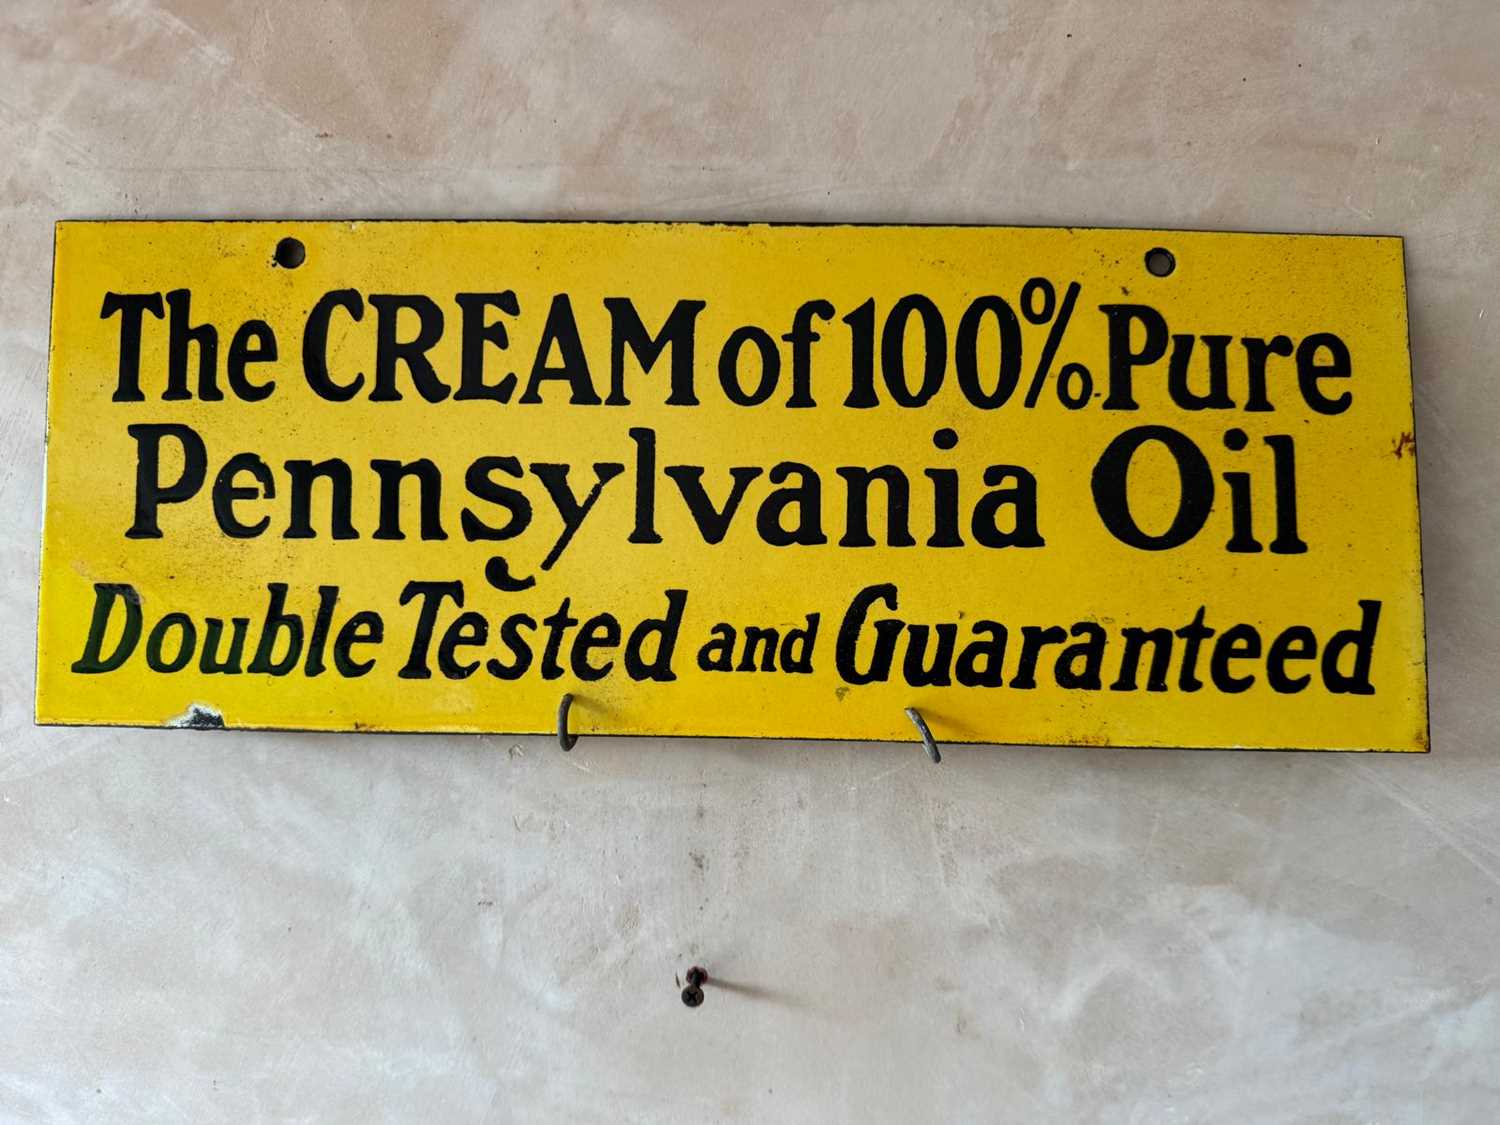 The CREAM of 100% Pure
Pennsylvania Oil
Double Tested and Guaranteed